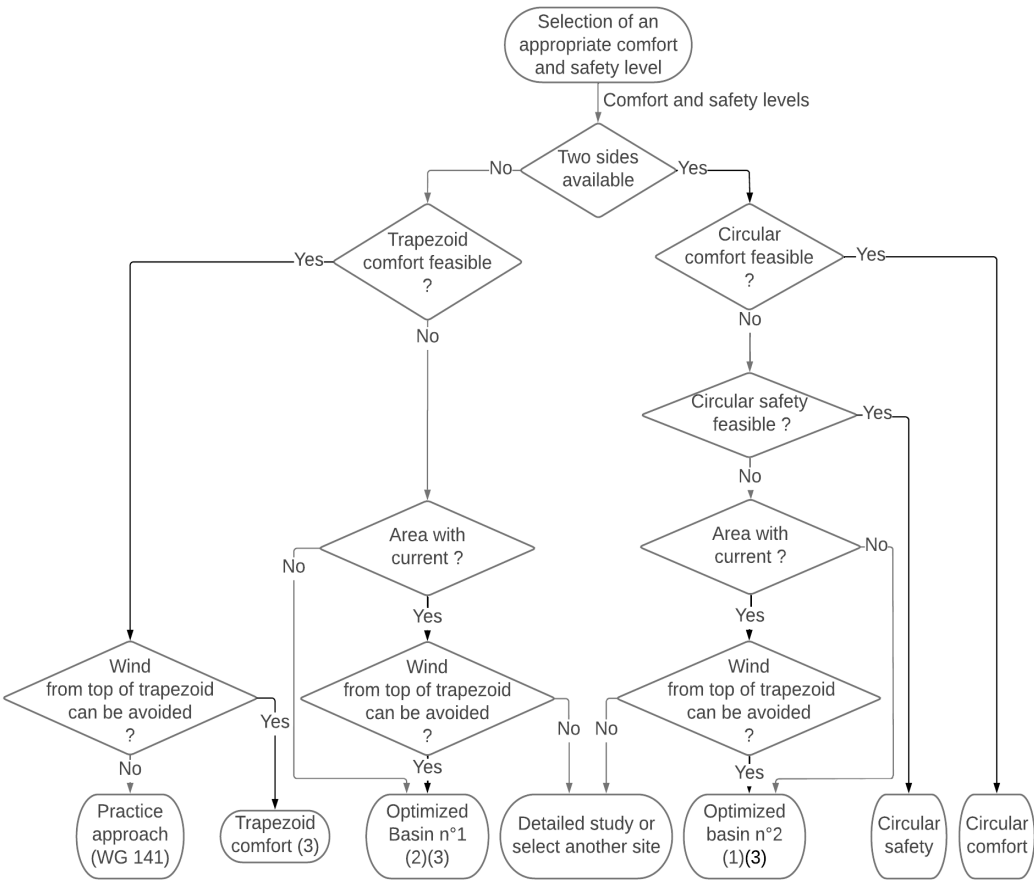 Selection of an
appropriate comfort
and safety level
Comfort and safety levels
Two sides
available
No
Yes
Trapezoid
comfort feasible
?
Circular
comfort feasible
?
Yes
Yes
No
No
Circular safety
feasible ?
Yes
No
Area with
current ?
Area with
current ?
No
No
Yes
Yes
Wind
from top of trapezoid
can be avoided
?
Wind
from top of trapezoid
can be avoided
?
Wind
from top of trapezoid
can be avoided
?
Yes
No
No
No
Yes
Yes
Practice
approach
(WG 141)
Trapezoid
comfort (3)
Optimized
Basin n°1
(2)(3)
Detailed study or
select another site
Optimized
basin n°2
(1)(3)
Circular
safety
Circular
comfort